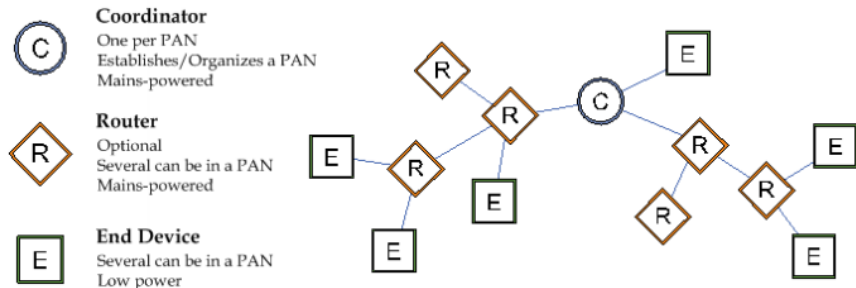 C
Coordinator
One per PAN
Establishes/Organizes a PAN
Mains-powered
R
Router
Optional
Several can be in a PAN
Mains-powered
E
End Device
Several can be in a PAN
Low power
E
R
C
R
E
R
E
R
E
R
E
R
E
E